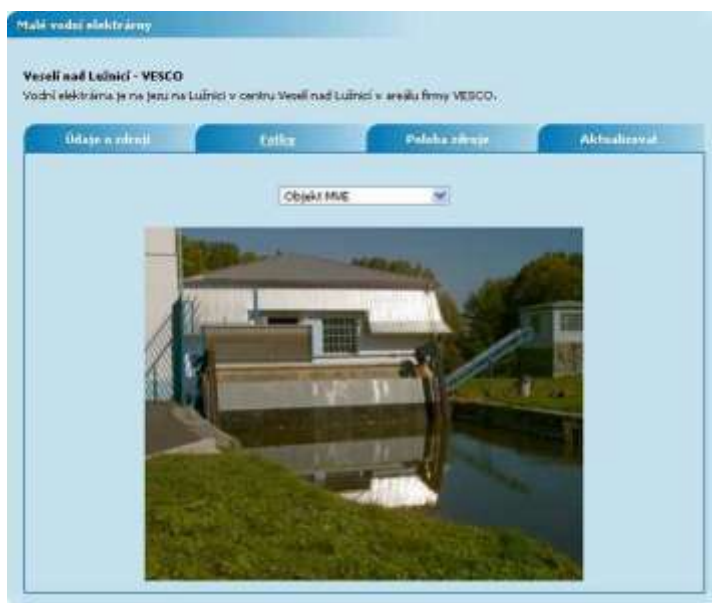 Malé vodní elektrárny
Veselí nad Lužnicí - VESCO
Vodní elektrárna je na jezu na Lužnici v centru Veselí nad Lužnicí v areálu firmy VESCO.
Údaje o zdroji
Fotky
Poloha zdroje
Aktualizovat
Objekt MVE